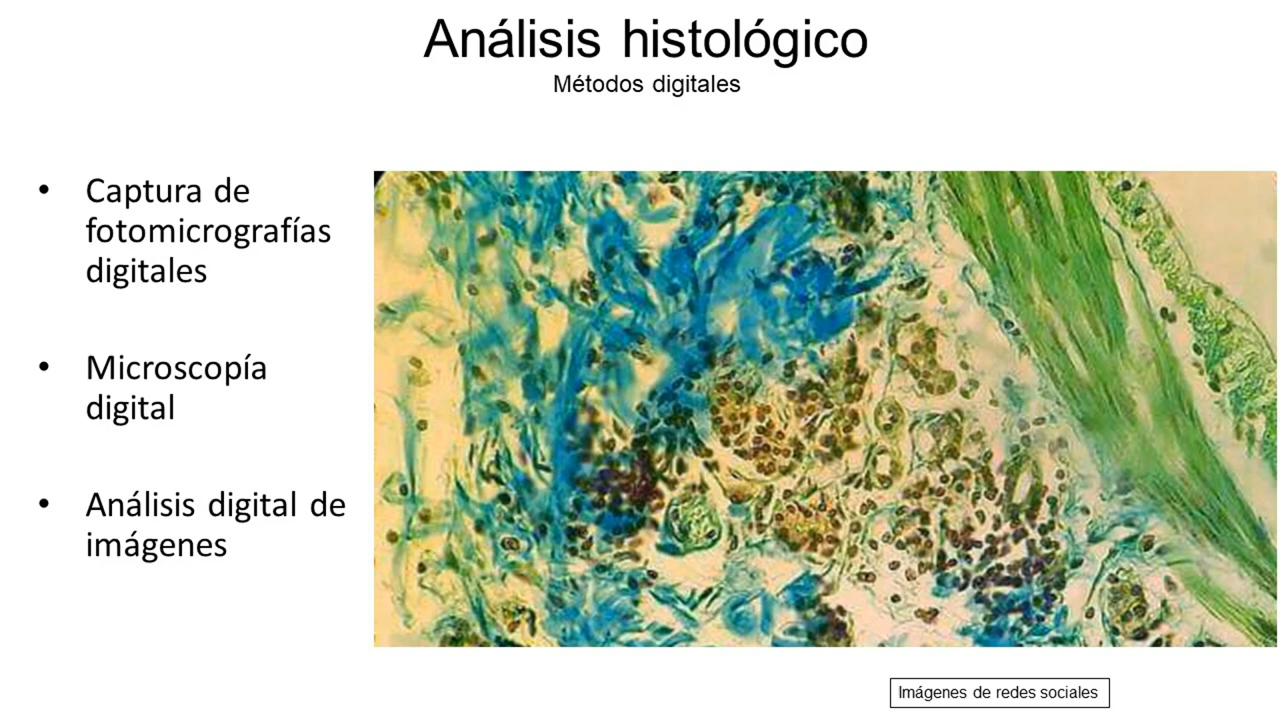 Análisis histológico
Métodos digitales
• Captura de
fotomicrografías
digitales
• Microscopía
digital
• Análisis digital de
imágenes
Imágenes de redes sociales